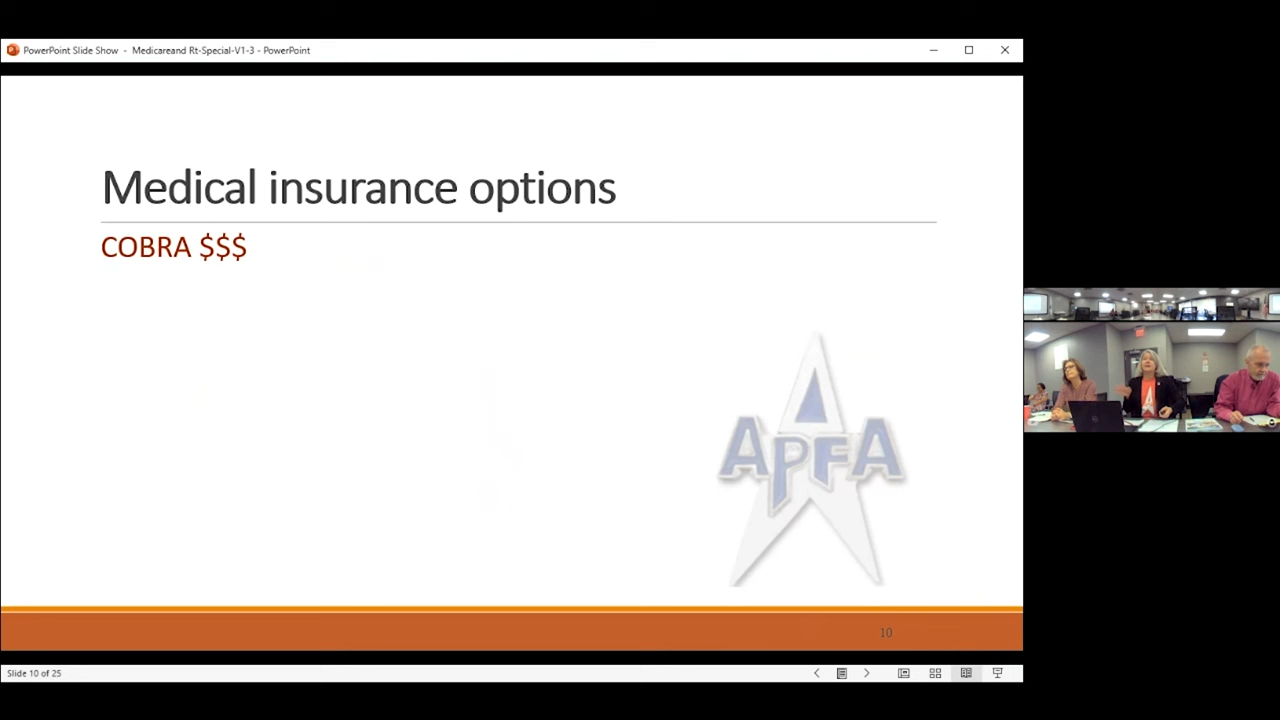 PowerPoint Slide Show - Medicareand Rt-Special-V1-3 - PowerPoint
Medical insurance options
COBRA $$$
APFA
10
Slide 10 of 25